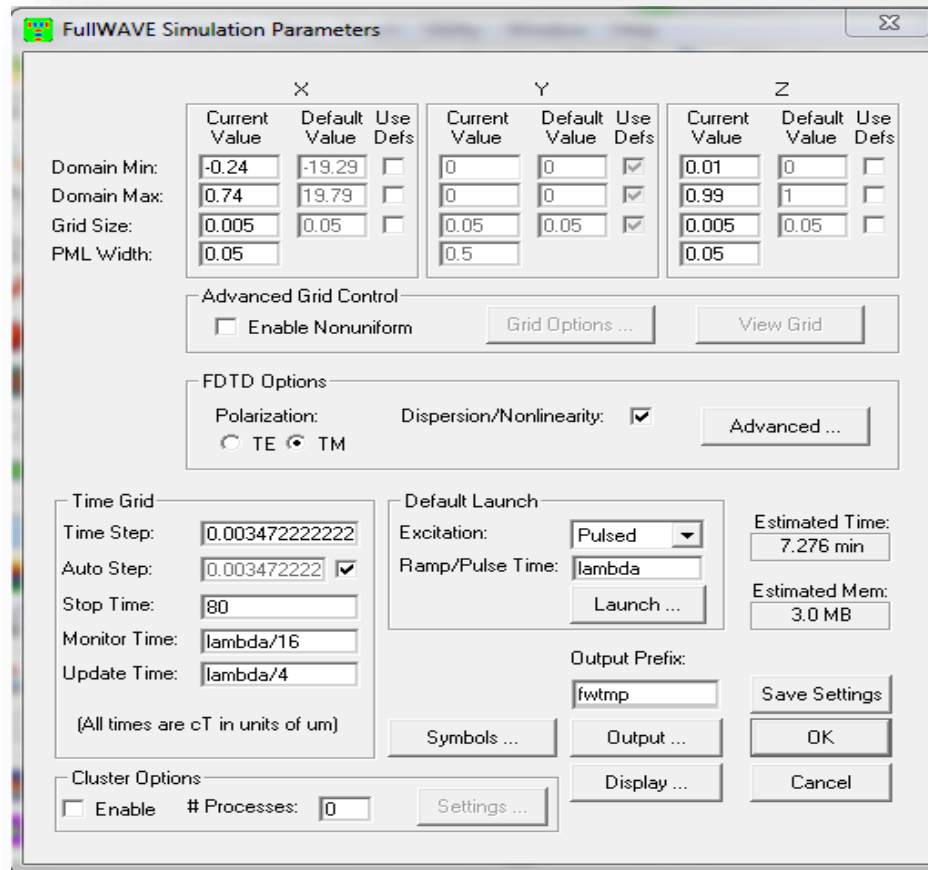 FullWAVE Simulation Parameters
X Y Z
Current Value Default Value Use Defs Current Value Default Value Use Defs Current Value Default Value Use Defs
Domain Min: -0.24 -19.29 0 0 0.01 0
Domain Max: 0.74 19.79 0 0 0.99 1
Grid Size: 0.005 0.05 0.05 0.05 0.005 0.05
PML Width: 0.05 0.5 0.05
Advanced Grid Control
Enable Nonuniform Grid Options ... View Grid
FDTD Options
Polarization: Dispersion/Nonlinearity: Advanced ...
TE TM
Time Grid
Time Step: 0.003472222222
Auto Step: 0.003472222
Stop Time: 80
Monitor Time: lambda/16
Update Time: lambda/4
(All times are cT in units of um)
Default Launch
Excitation: Pulsed
Ramp/Pulse Time: lambda
Launch ...
Estimated Time:
7.276 min
Estimated Mem:
3.0 MB
Output Prefix:
fwtmp Save Settings
Symbols ... Output ... OK
Display ... Cancel
Cluster Options
Enable # Processes: 0 Settings ...